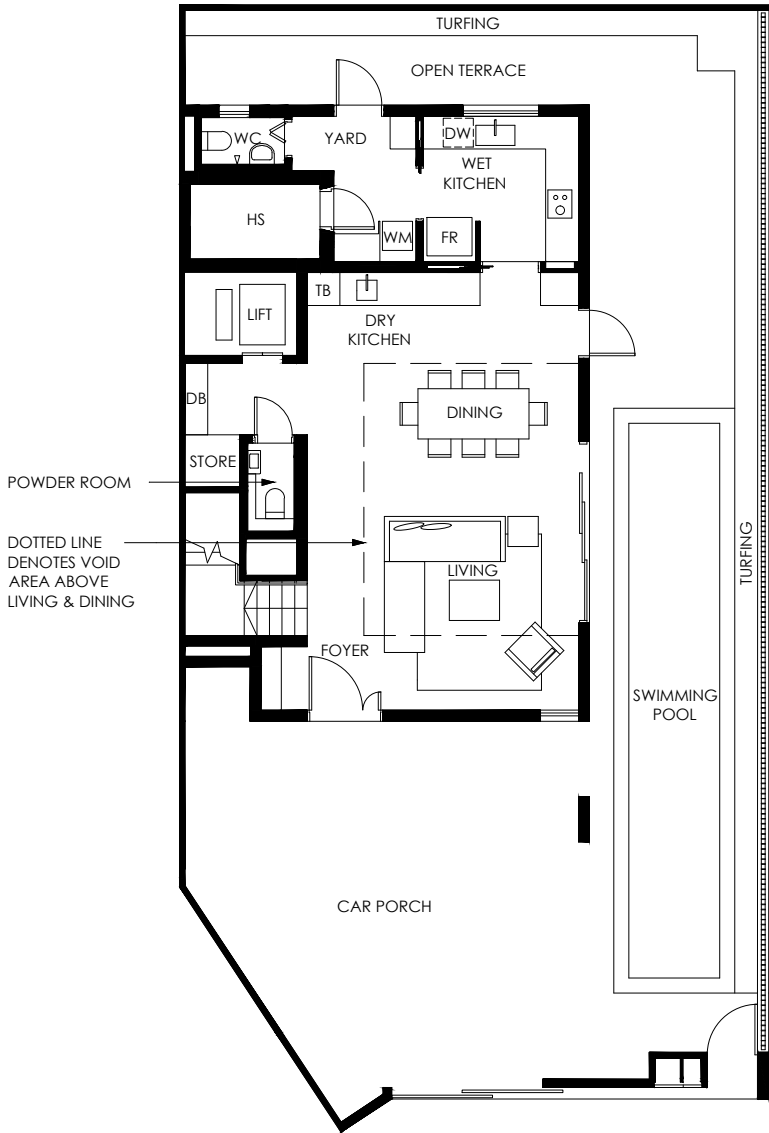 TURFING
OPEN TERRACE
WC
YARD
DW
WET
KITCHEN
HS
WM
FR
TB
LIFT
DRY
KITCHEN
DB
DINING
STORE
POWDER ROOM
DOTTED LINE
DENOTES VOID
AREA ABOVE
LIVING & DINING
LIVING
TURFING
FOYER
SWIMMING
POOL
CAR PORCH